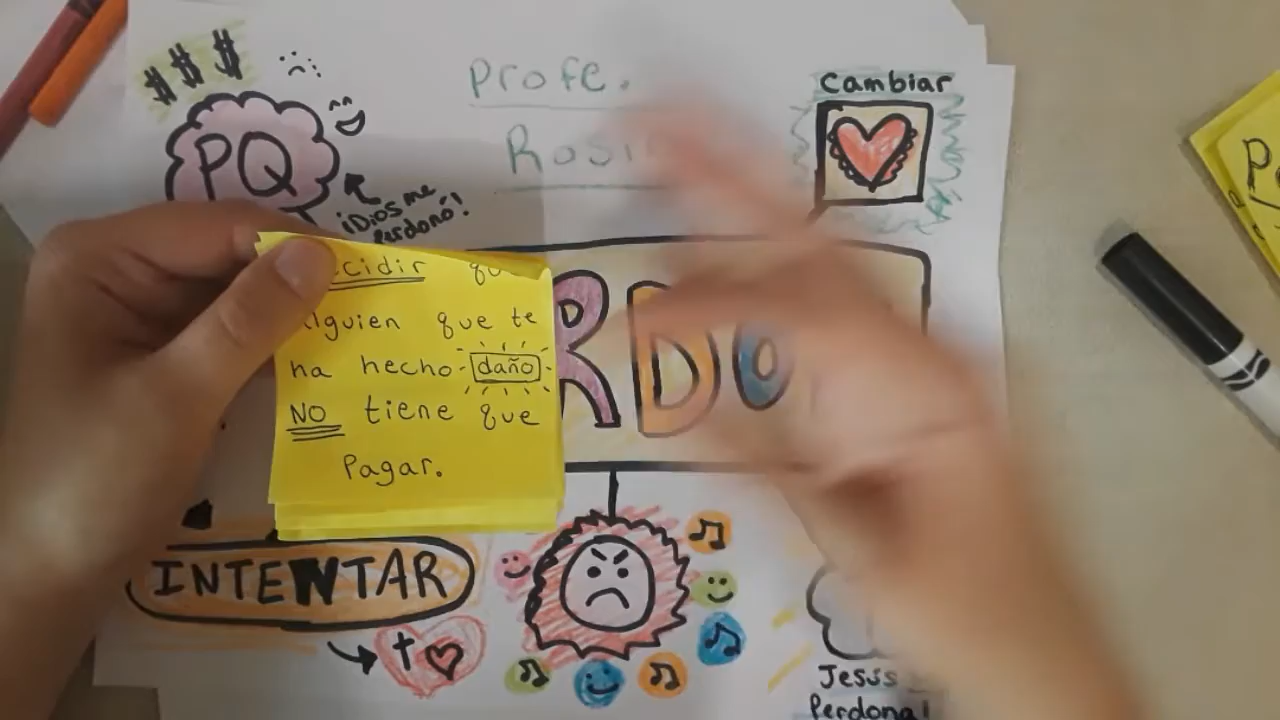 $$$
PQ
¡Dios me
perdonó!
Profe.
Cambiar
RDO
qu
alguien que te
ha hecho daño
NO tiene que
Pagar.
INTENTAR
Perdona!